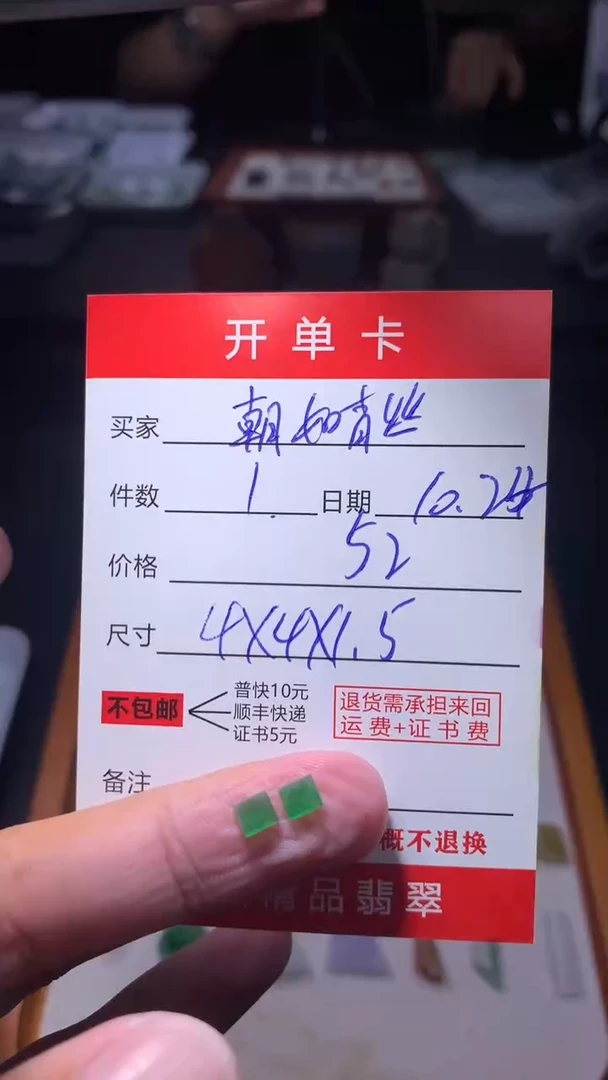 开单卡
买家 朝如青丝
件数 1. 日期 10.24
价格 52
尺寸 4X4X1.5
不包邮
普快10元
顺丰快递
证书5元
退货需承担来回
运费+证书费
备注
概不退换
精品翡翠